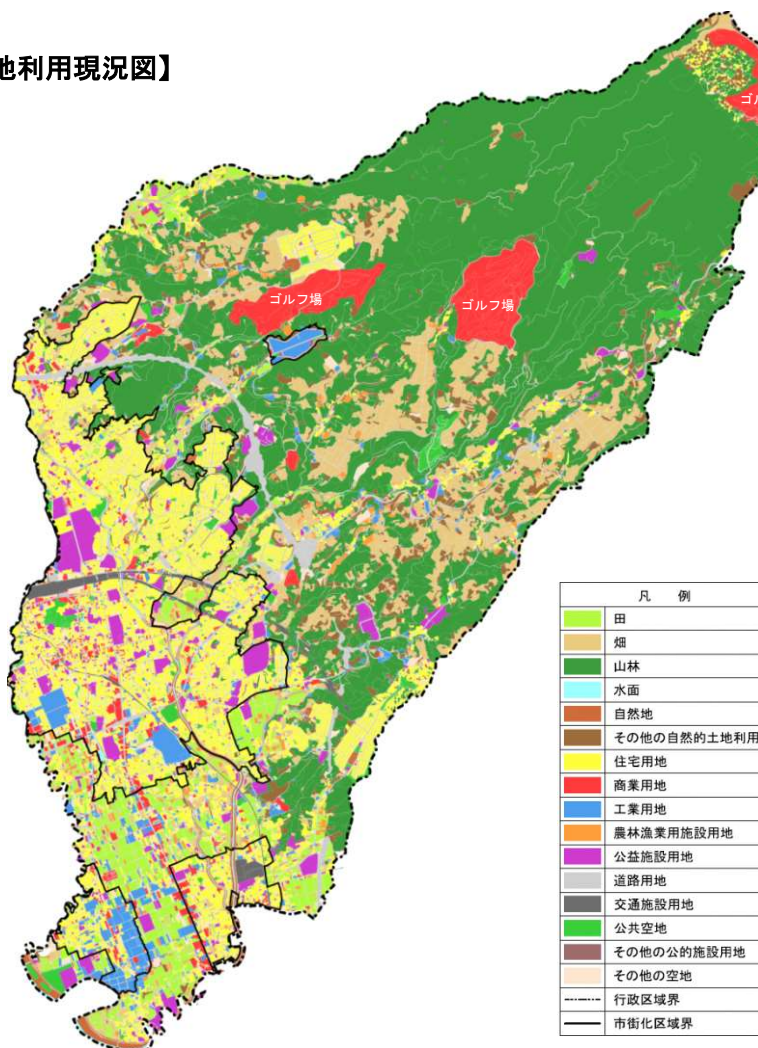 地利用現況図】
ゴル
ゴルフ場
ゴルフ場
凡 例
田
畑
山林
水面
自然地
その他の自然的土地利用
住宅用地
商業用地
工業用地
農林漁業用施設用地
公益施設用地
道路用地
交通施設用地
公共空地
その他の公的施設用地
その他の空地
行政区域界
市街化区域界